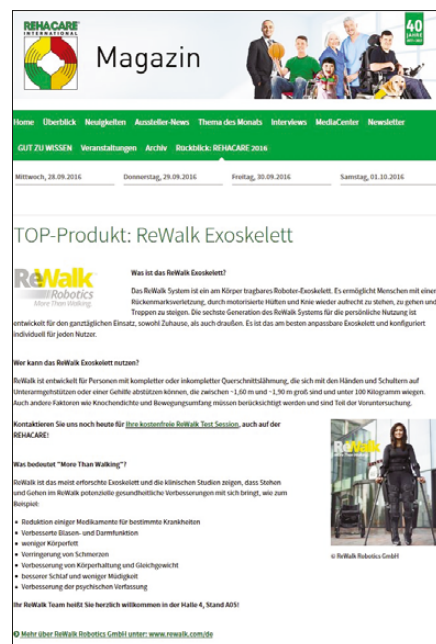 REHACARE
INTERNATIONAL
Magazin
40
JAHRE
Home Überblick Neuigkeiten Aussteller-News Thema des Monats Interviews MediaCenter Newsletter
GUT ZU WISSEN Veranstaltungen Archiv Rückblick: REHACARE 2016
Mittwoch, 28.09.2016 Donnerstag, 29.09.2016 Freitag, 30.09.2016 Samstag, 01.10.2016
TOP-Produkt: ReWalk Exoskelett
ReWalk
Robotics
More Than Walking
Was ist das ReWalk Exoskelett?
Das ReWalk System ist ein am Körper tragbares Roboter-Exoskelett. Es ermöglicht Menschen mit einer
Rückenmarksverletzung, durch motorisierte Hüften und Knie wieder aufrecht zu stehen, zu gehen und
Treppen zu steigen. Die sechste Generation des ReWalk Systems für die persönliche Nutzung ist
entwickelt für den ganztäglichen Einsatz, sowohl Zuhause, als auch draußen. Es ist das am besten anpassbare Exoskelett und konfiguriert
individuell für jeden Nutzer.
Wer kann das ReWalk Exoskelett nutzen?
ReWalk ist entwickelt für Personen mit kompletter oder inkompletter Querschnittslähmung, die sich mit den Händen und Schultern auf
Unterarmgehstützen oder einer Gehhilfe abstützen können, die zwischen ~1,60 m und ~1,90 m groß sind und unter 100 Kilogramm wiegen.
Auch andere Faktoren wie Knochendichte und Bewegungsumfang müssen berücksichtigt werden und sind Teil der Voruntersuchung.
Kontaktieren Sie uns noch heute für Ihre kostenfreie ReWalk Test Session, auch auf der
REHACARE!
Was bedeutet "More Than Walking"?
ReWalk ist das meist erforschte Exoskelett und die klinischen Studien zeigen, dass Stehen
und Gehen im ReWalk potenzielle gesundheitliche Verbesserungen mit sich bringt, wie zum
Beispiel:
• Reduktion einiger Medikamente für bestimmte Krankheiten
• Verbesserte Blasen- und Darmfunktion
• weniger Körperfett
• Verringerung von Schmerzen
• Verbesserung von Körperhaltung und Gleichgewicht
• besserer Schlaf und weniger Müdigkeit
• Verbesserung der psychischen Verfassung
ReWalk
© ReWalk Robotics GmbH
Ihr ReWalk Team heißt Sie herzlich willkommen in der Halle 4, Stand A05!
Mehr über ReWalk Robotics GmbH unter: www.rewalk.com/de